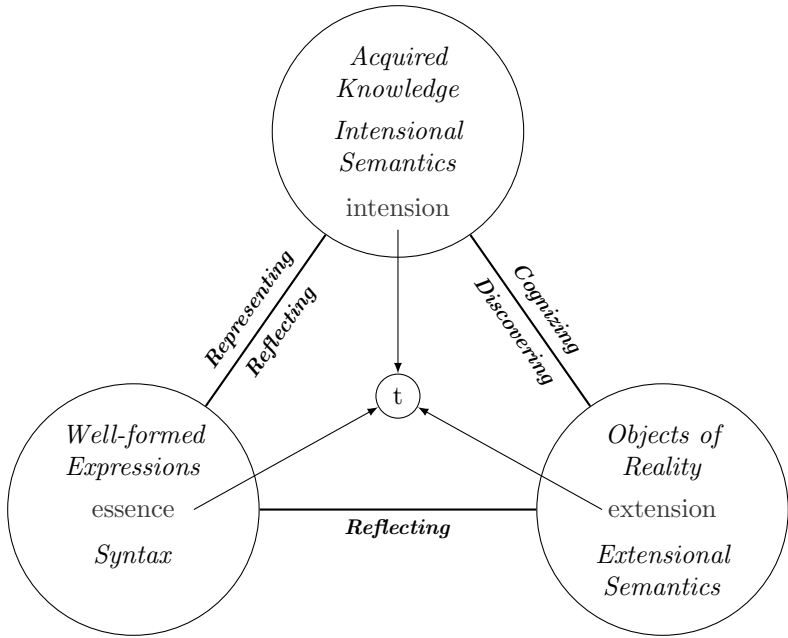 Acquired
Knowledge
Intensional
Semantics
intension
Representing
Reflecting
Cognizing
Discovering
t
Well-formed
Expressions
essence
Syntax
Reflecting
Objects of
Reality
extension
Extensional
Semantics